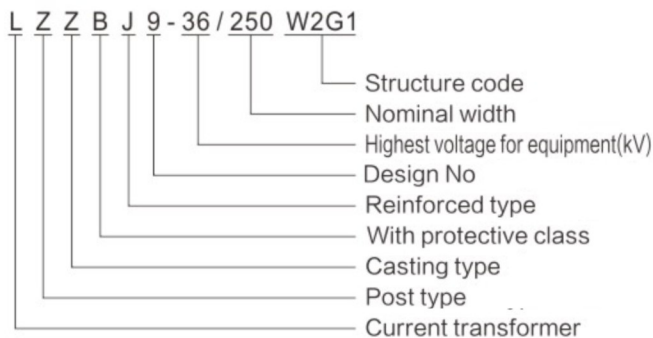 L Z Z B J 9 - 36 / 250 W2G1
Structure code
Nominal width
Highest voltage for equipment(kV)
Design No
Reinforced type
With protective class
Casting type
Post type
Current transformer